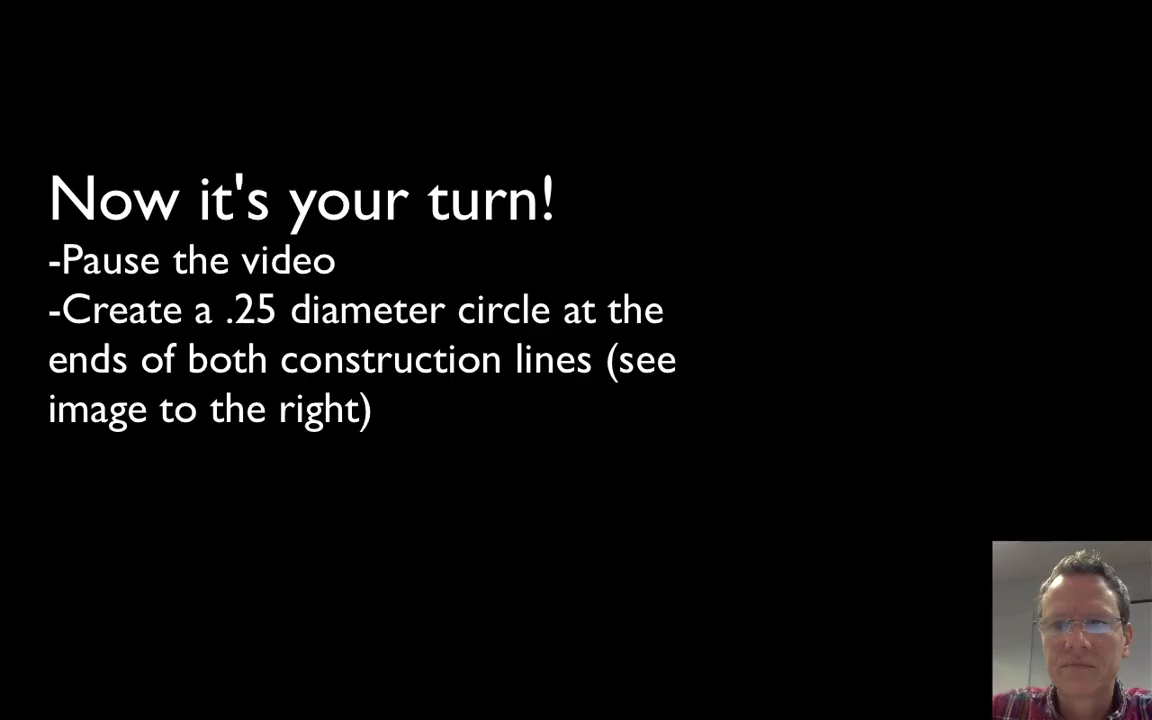 Now it's your turn!
-Pause the video
-Create a .25 diameter circle at the
ends of both construction lines (see
image to the right)